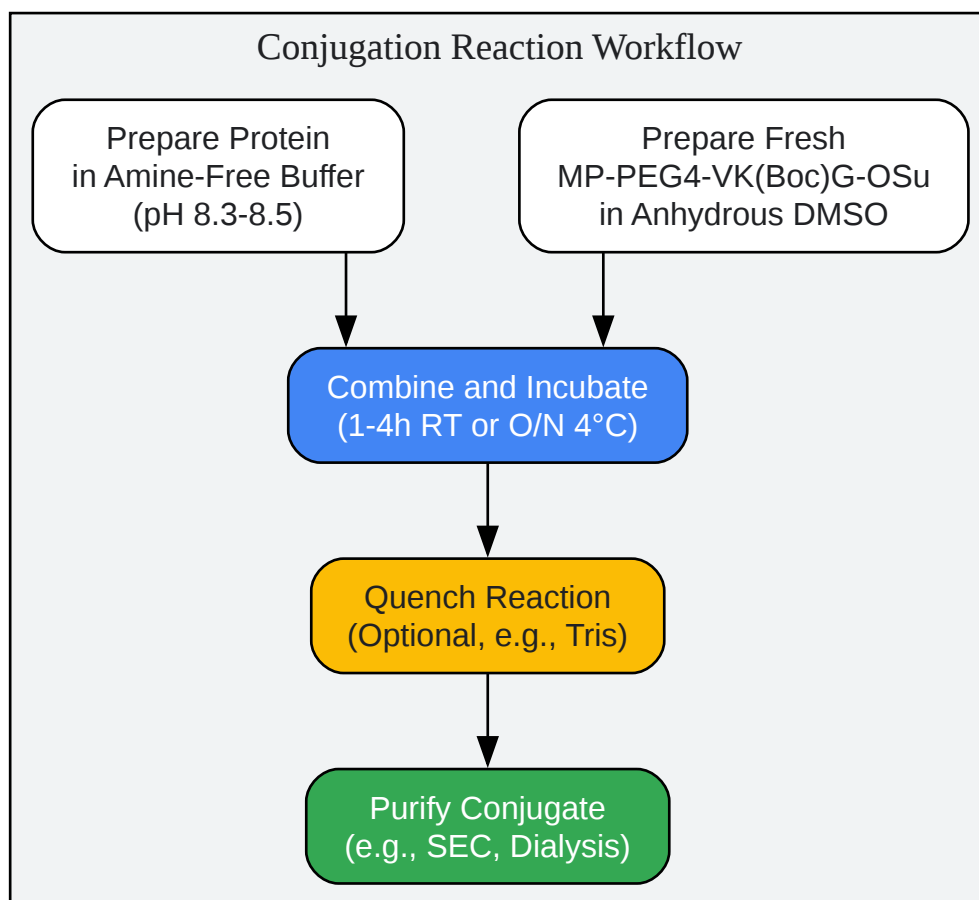 Conjugation Reaction Workflow
Prepare Protein
in Amine-Free Buffer
(pH 8.3-8.5)
Prepare Fresh
MP-PEG4-VK(Boc)G-OSu
in Anhydrous DMSO
Combine and Incubate
(1-4h RT or O/N 4°C)
Quench Reaction
(Optional, e.g., Tris)
Purify Conjugate
(e.g., SEC, Dialysis)